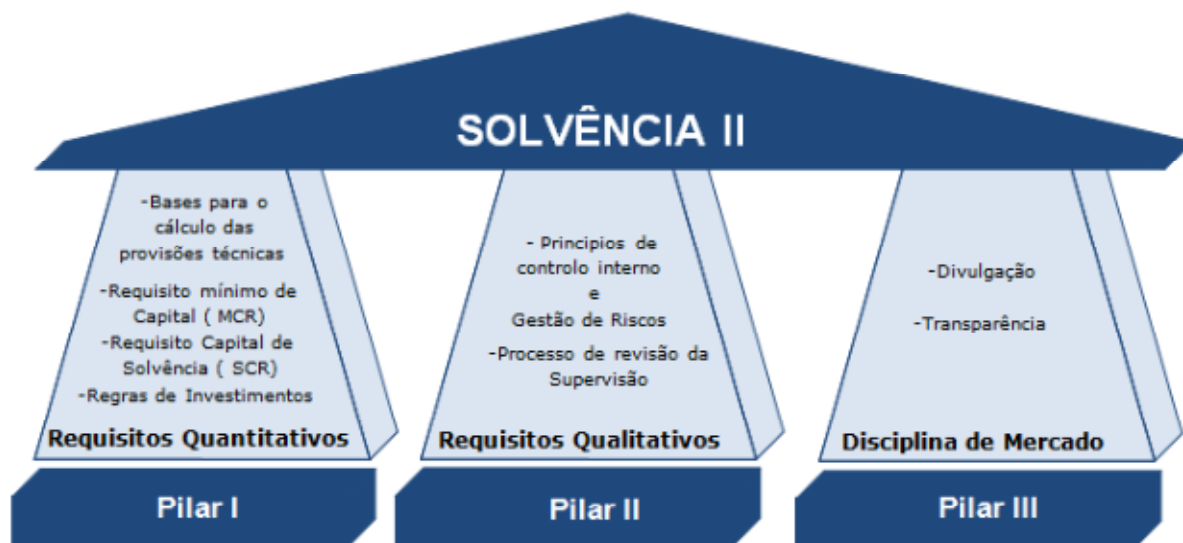 SOLVÊNCIA II
-Bases para o
cálculo das
provisões técnicas
-Requisito mínimo de
Capital ( MCR)
-Requisito Capital de
Solvência ( SCR)
-Regras de Investimentos
Requisitos Quantitativos
Pilar I
- Principios de
controlo interno
e
Gestão de Riscos
-Processo de revisão da
Supervisão
Requisitos Qualitativos
Pilar II
-Divulgação
-Transparência
Disciplina de Mercado
Pilar III